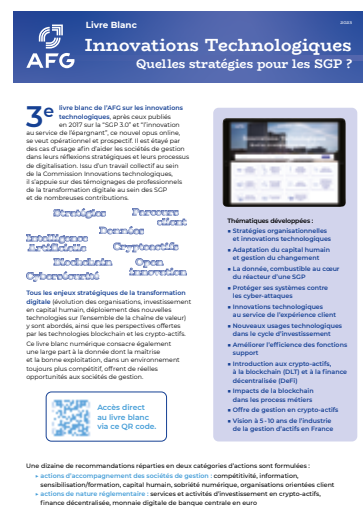 Livre Blanc
2023
Innovations Technologiques
Quelles stratégies pour les SGP ?
AFG
3e livre blanc de l'AFG sur les innovations
technologiques, après ceux publiés
en 2017 sur la "SGP 3.0" et "l'innovation
au service de l'épargnant", ce nouvel opus online,
se veut opérationnel et prospectif. Il est étayé par
des cas d'usage afin d'aider les sociétés de gestion
dans leurs réflexions stratégiques et leurs processus
de digitalisation. Issu d'un travail collectif au sein
de la Commission Innovations technologiques,
il s'appuie sur des témoignages de professionnels
de la transformation digitale au sein des SGP
et de nombreuses contributions.
Stratégies
Parcours
client
Données
Intelligence
Artificielle
Cryptoactifs
Blockchain
Open
innovation
Cybersécurité
Tous les enjeux stratégiques de la transformation
digitale (évolution des organisations, investissement
en capital humain, déploiement des nouvelles
technologies sur l'ensemble de la chaîne de valeur)
y sont abordés, ainsi que les perspectives offertes
par les technologies blockchain et les crypto-actifs.
Ce livre blanc numérique consacre également
une large part à la donnée dont la maîtrise
et la bonne exploitation, dans un environnement
toujours plus compétitif, offrent de réelles
opportunités aux sociétés de gestion.
Accès direct
au livre blanc
via ce QR code.
Thématiques développées :
■ Stratégies organisationnelles
et innovations technologiques
■ Adaptation du capital humain
et gestion du changement
■ La donnée, combustible au cœur
du réacteur d'une SGP
■ Protéger ses systèmes contre
les cyber-attaques
■ Innovations technologiques
au service de l'expérience client
■ Nouveaux usages technologiques
dans le cycle d'investissement
■ Améliorer l'efficience des fonctions
support
■ Introduction aux crypto-actifs,
à la blockchain (DLT) et à la finance
décentralisée (DeFi)
■ Impacts de la blockchain
dans les process métiers
■ Offre de gestion en crypto-actifs
■ Vision à 5 -10 ans de l'industrie
de la gestion d'actifs en France
Une dizaine de recommandations réparties en deux catégories d'actions sont formulées :
• actions d'accompagnement des sociétés de gestion : compétitivité, information,
sensibilisation/formation, capital humain, sobriété numérique, organisations orientées client
• actions de nature réglementaire : services et activités d'investissement en crypto-actifs,
finance décentralisée, monnaie digitale de banque centrale en euro